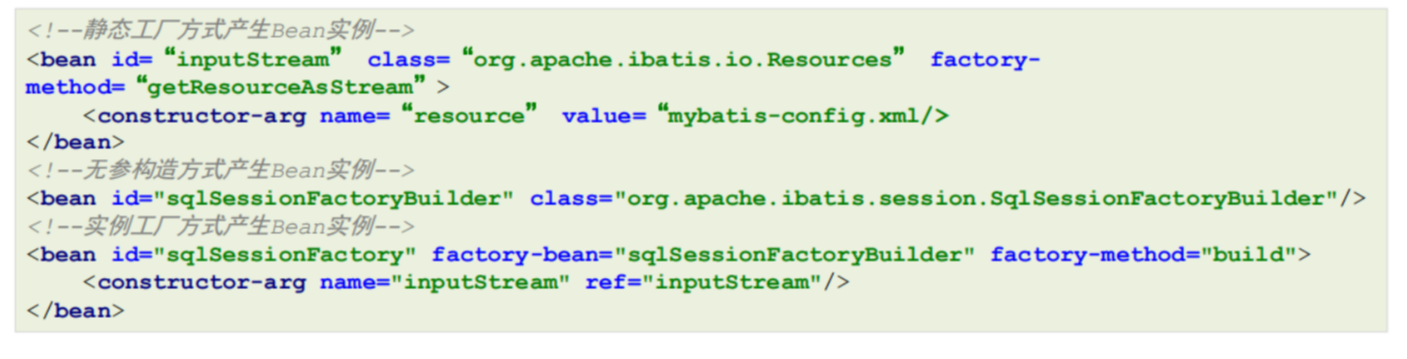 <!--静态工厂方式产生Bean实例-->
<bean id=“inputStream” class=“org.apache.ibatis.io.Resources” factory-
method=“getResourceAsStream” >
    <constructor-arg name=“resource” value=“mybatis-config.xml/>
</bean>
<!--无参构造方式产生Bean实例-->
<bean id="sqlSessionFactoryBuilder" class="org.apache.ibatis.session.SqlSessionFactoryBuilder"/>
<!--实例工厂方式产生Bean实例-->
<bean id="sqlSessionFactory" factory-bean="sqlSessionFactoryBuilder" factory-method="build">
    <constructor-arg name="inputStream" ref="inputStream"/>
</bean>